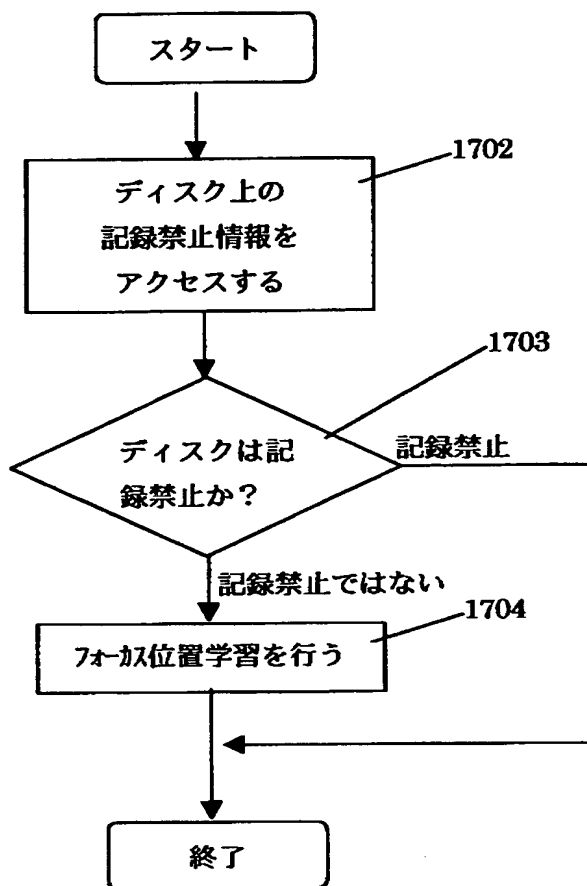 スタート
1702
ディスク上の
記録禁止情報を
アクセスする
1703
ディスクは記
録禁止か？
記録禁止
記録禁止ではない
1704
ﾌｫｰｶｽ位置学習を行う
終了